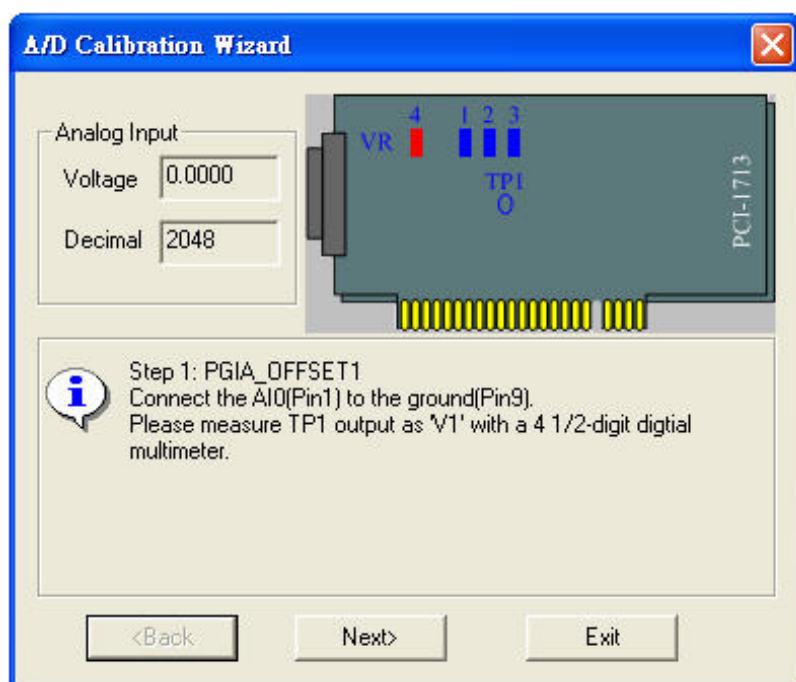 A/D Calibration Wizard
Analog Input
Voltage 0.0000
Decimal 2048
4 1 2 3
VR
TP1
PCI-1713
Step 1: PGIA_OFFSET1
Connect the AI0(Pin1) to the ground(Pin9).
Please measure TP1 output as 'V1' with a 4 1/2-digit digtial
multimeter.
<Back Next> Exit